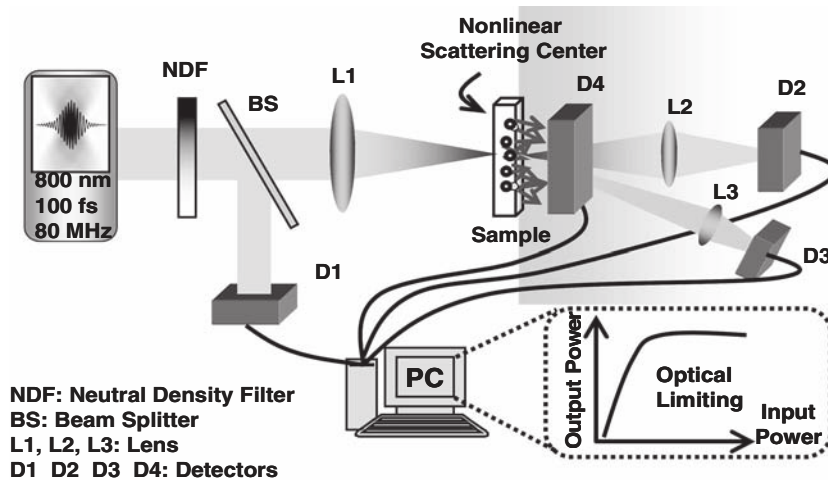 Nonlinear
Scattering Center
NDF
BS
L1
D4
L2
D2
800 nm
100 fs
80 MHz
Sample
L3
D3
D1
PC
Output Power
Optical
Limiting
Input
Power
NDF: Neutral Density Filter
BS: Beam Splitter
L1, L2, L3: Lens
D1 D2 D3 D4: Detectors